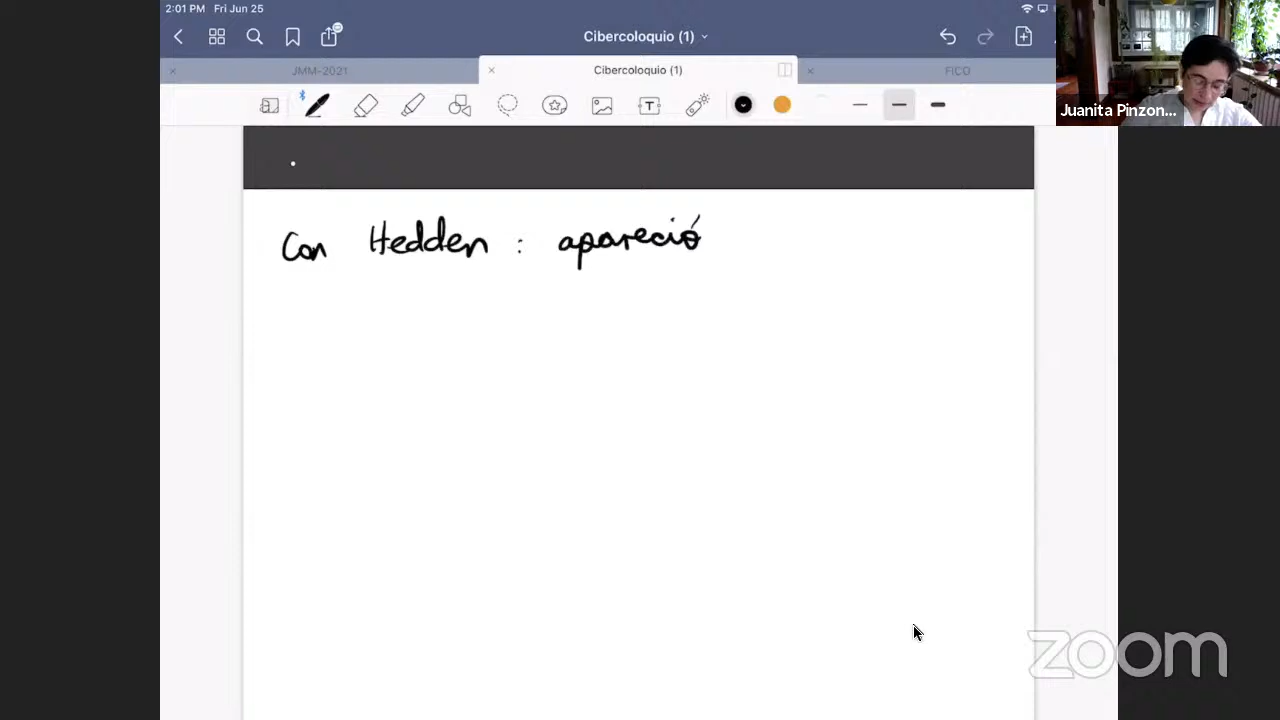 2:01 PM Fri Jun 25
Cibercoloquio (1)
JMM-2021
Cibercoloquio (1)
FICO
T
Juanita Pinzon...
Con Hedden : apareció
zoom